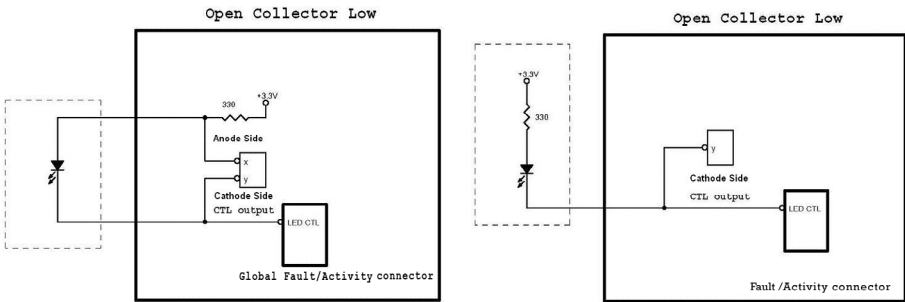 Open Collector Low
+3.3V
330
Anode Side
x
y
Cathode Side
CTL output
LED CTL
Global Fault/Activity connector
Open Collector Low
+3.3V
330
y
Cathode Side
CTL output
LED CTL
Fault/Activity connector